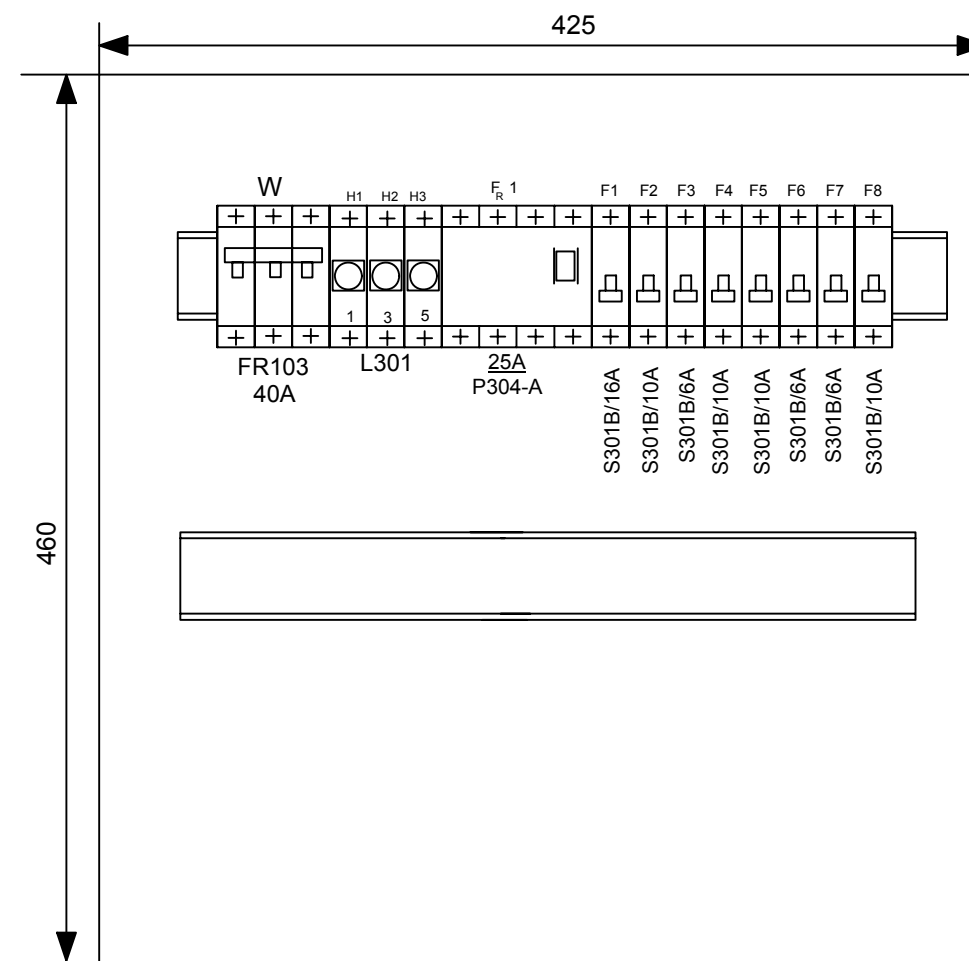 425
460
W
H1 H2 H3
FR 1
F1 F2 F3 F4 F5 F6 F7 F8
1 3 5
FR103
40A
L301
25A
P304-A
S301B/16A
S301B/10A
S301B/6A
S301B/10A
S301B/10A
S301B/6A
S301B/6A
S301B/10A